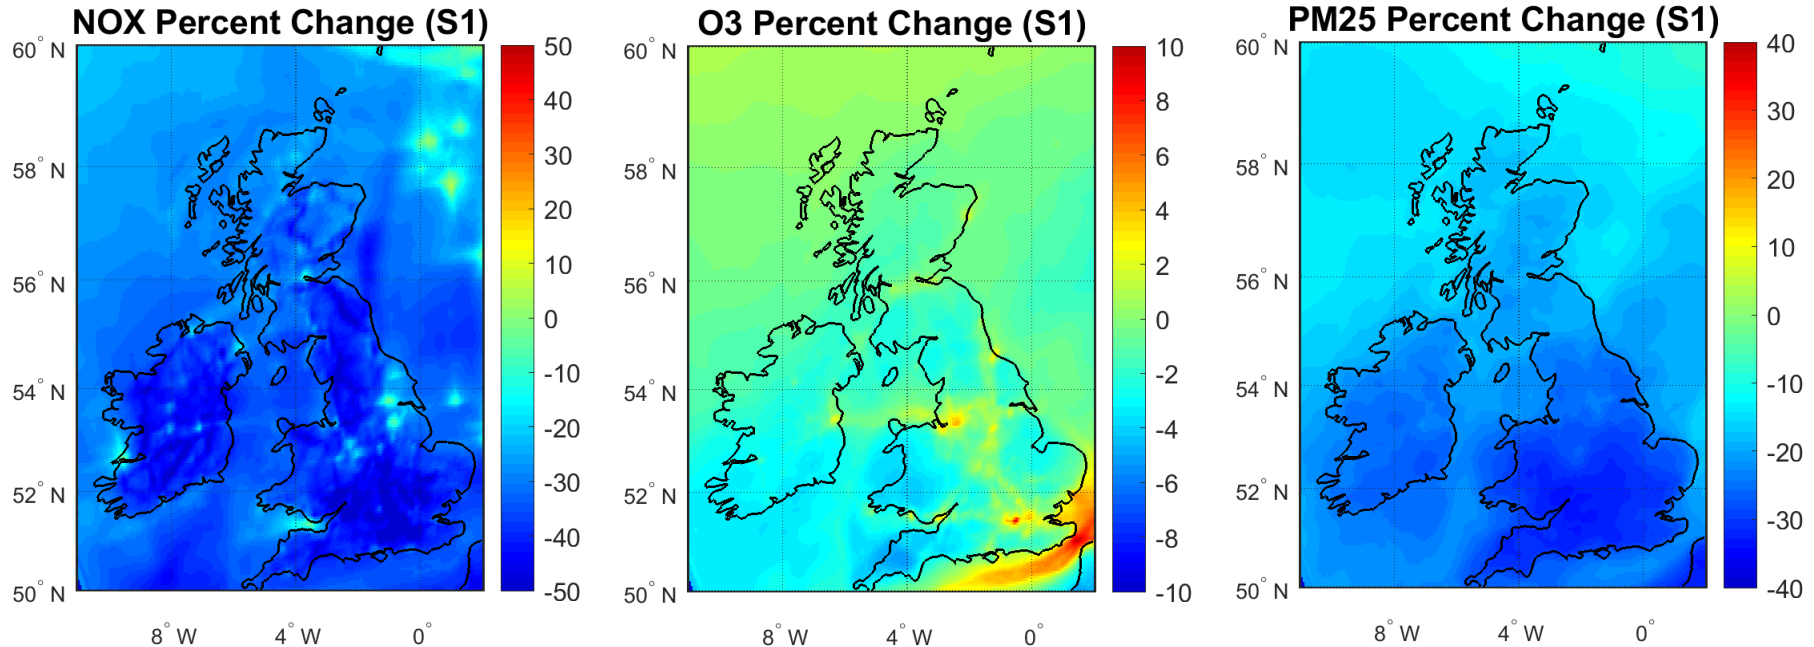 NOX Percent Change (S1)
60° N
58° N
56° N
54° N
52° N
50° N
8° W
4° W
0°
50
40
30
20
10
0
-10
-20
-30
-40
-50
O3 Percent Change (S1)
60° N
58° N
56° N
54° N
52° N
50° N
8° W
4° W
0°
10
8
6
4
2
0
-2
-4
-6
-8
-10
PM25 Percent Change (S1)
60° N
58° N
56° N
54° N
52° N
50° N
8° W
4° W
0°
40
30
20
10
0
-10
-20
-30
-40